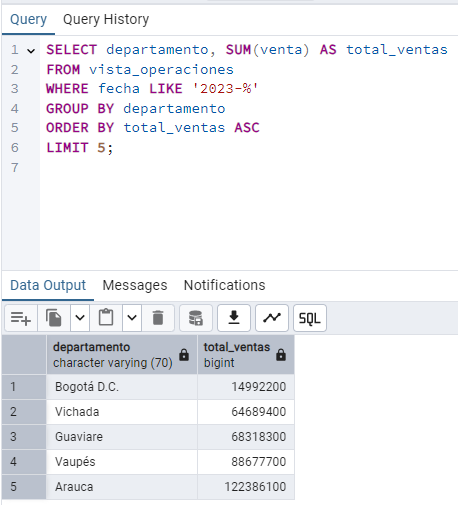 Query Query History
1 SELECT departamento, SUM(venta) AS total_ventas
2 FROM vista_operaciones
3 WHERE fecha LIKE '2023-%'
4 GROUP BY departamento
5 ORDER BY total_ventas ASC
6 LIMIT 5;
7
Data Output Messages Notifications
SQL
departamento total_ventas
character varying (70) bigint
1 Bogotá D.C. 14992200
2 Vichada 64689400
3 Guaviare 68318300
4 Vaupés 88677700
5 Arauca 122386100